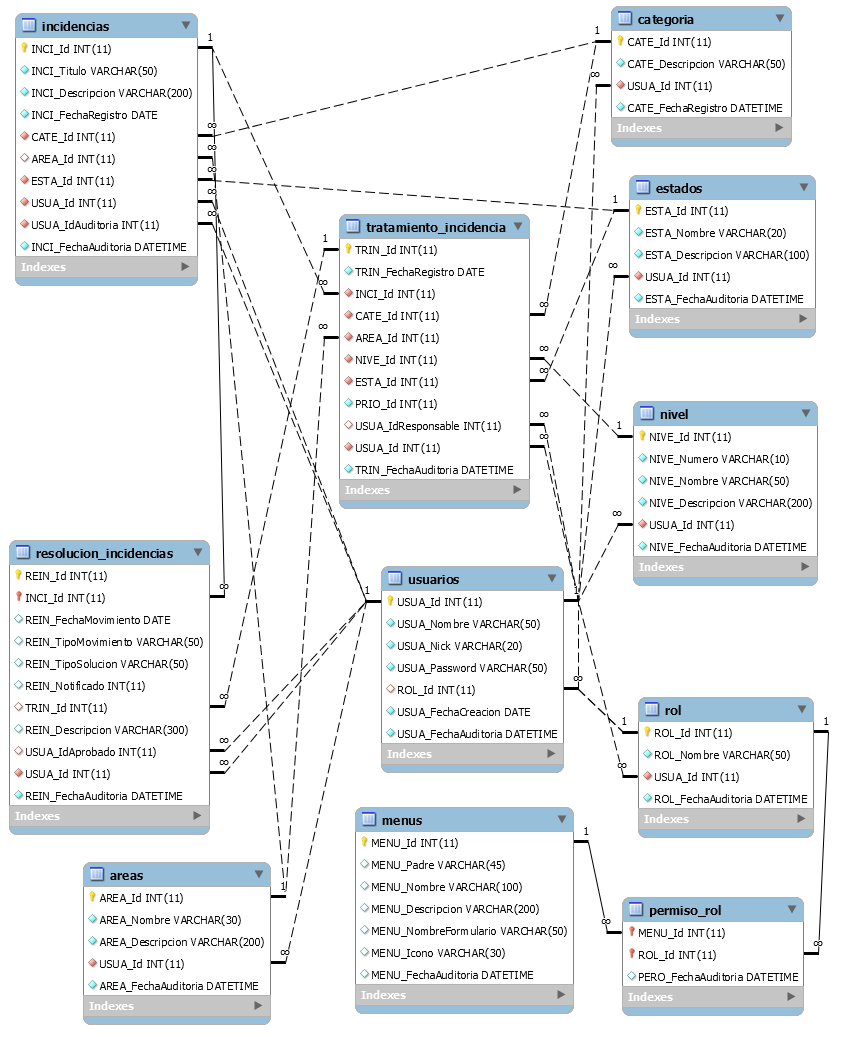 incidencias
INCI_Id INT(11)
INCI_Titulo VARCHAR(50)
INCI_Descripcion VARCHAR(200)
INCI_FechaRegistro DATE
CATE_Id INT(11)
AREA_Id INT(11)
ESTA_Id INT(11)
USUA_Id INT(11)
USUA_IdAuditoria INT(11)
INCI_FechaAuditoria DATETIME
Indexes
1
∞
∞
∞
∞
∞
categoria
CATE_Id INT(11)
CATE_Descripcion VARCHAR(50)
USUA_Id INT(11)
CATE_FechaRegistro DATETIME
Indexes
1
∞
estados
ESTA_Id INT(11)
ESTA_Nombre VARCHAR(20)
ESTA_Descripcion VARCHAR(100)
USUA_Id INT(11)
ESTA_FechaAuditoria DATETIME
Indexes
1
∞
tratamiento_incidencia
TRIN_Id INT(11)
TRIN_FechaRegistro DATE
INCI_Id INT(11)
CATE_Id INT(11)
AREA_Id INT(11)
NIVE_Id INT(11)
ESTA_Id INT(11)
PRIO_Id INT(11)
USUA_IdResponsable INT(11)
USUA_Id INT(11)
TRIN_FechaAuditoria DATETIME
Indexes
1
∞
∞
∞
∞
∞
∞
∞
nivel
NIVE_Id INT(11)
NIVE_Numero VARCHAR(10)
NIVE_Nombre VARCHAR(50)
NIVE_Descripcion VARCHAR(200)
USUA_Id INT(11)
NIVE_FechaAuditoria DATETIME
Indexes
1
∞
resolucion_incidencias
REIN_Id INT(11)
INCI_Id INT(11)
REIN_FechaMovimiento DATE
REIN_TipoMovimiento VARCHAR(50)
REIN_TipoSolucion VARCHAR(50)
REIN_Notificado INT(11)
TRIN_Id INT(11)
REIN_Descripcion VARCHAR(300)
USUA_IdAprobado INT(11)
USUA_Id INT(11)
REIN_FechaAuditoria DATETIME
Indexes
∞
∞
∞
∞
usuarios
USUA_Id INT(11)
USUA_Nombre VARCHAR(50)
USUA_Nick VARCHAR(20)
USUA_Password VARCHAR(50)
ROL_Id INT(11)
USUA_FechaCreacion DATE
USUA_FechaAuditoria DATETIME
Indexes
1
1
∞
rol
ROL_Id INT(11)
ROL_Nombre VARCHAR(50)
USUA_Id INT(11)
ROL_FechaAuditoria DATETIME
Indexes
1
∞
1
menus
MENU_Id INT(11)
MENU_Padre VARCHAR(45)
MENU_Nombre VARCHAR(100)
MENU_Descripcion VARCHAR(200)
MENU_NombreFormulario VARCHAR(50)
MENU_Icono VARCHAR(30)
MENU_FechaAuditoria DATETIME
Indexes
1
areas
AREA_Id INT(11)
AREA_Nombre VARCHAR(30)
AREA_Descripcion VARCHAR(200)
USUA_Id INT(11)
AREA_FechaAuditoria DATETIME
Indexes
1
∞
permiso_rol
MENU_Id INT(11)
ROL_Id INT(11)
PERO_FechaAuditoria DATETIME
Indexes
∞
∞